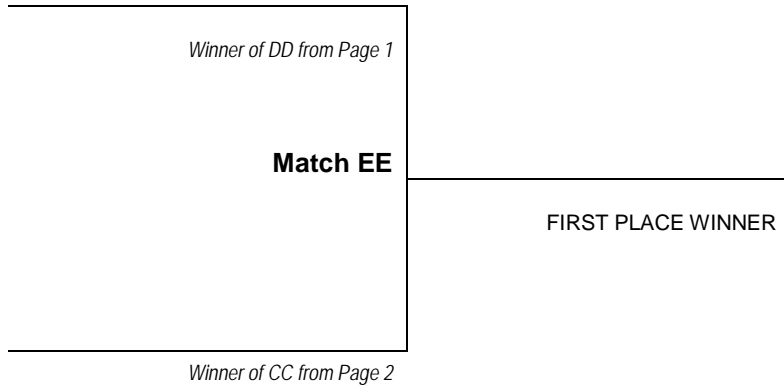 Winner of DD from Page 1
Match EE
FIRST PLACE WINNER
Winner of CC from Page 2